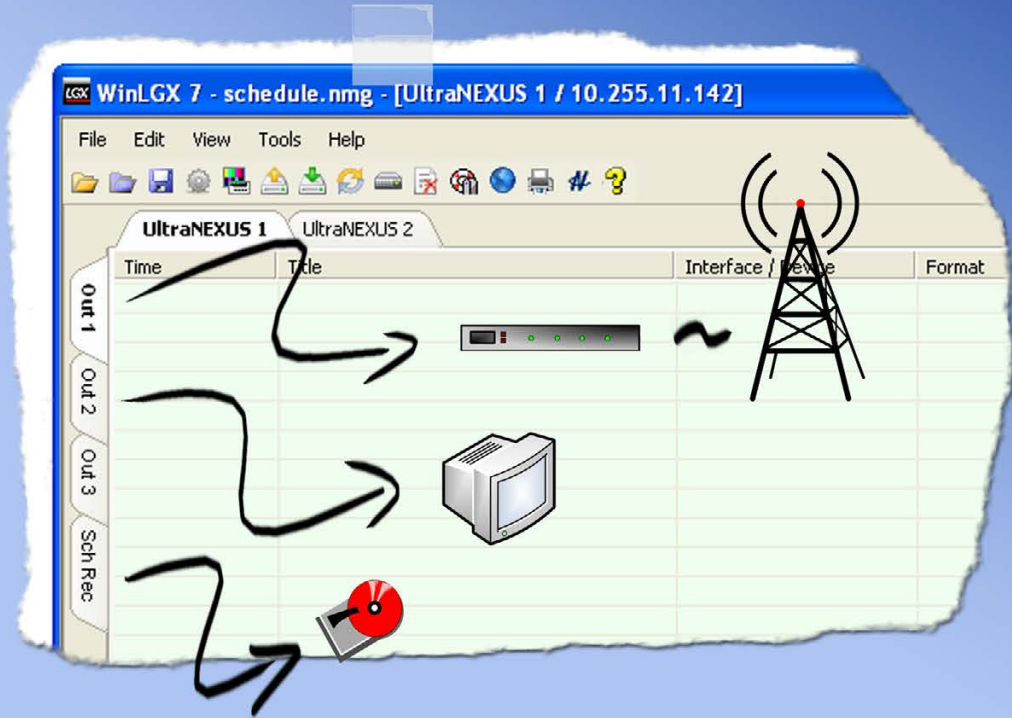 LGX WinLGX 7 - schedule.nmg - [UltraNEXUS 1 / 10.255.11.142]
File Edit View Tools Help
UltraNEXUS 1 UltraNEXUS 2
Time Title Interface / Device Format
Out 1
Out 2
Out 3
Sch Rec